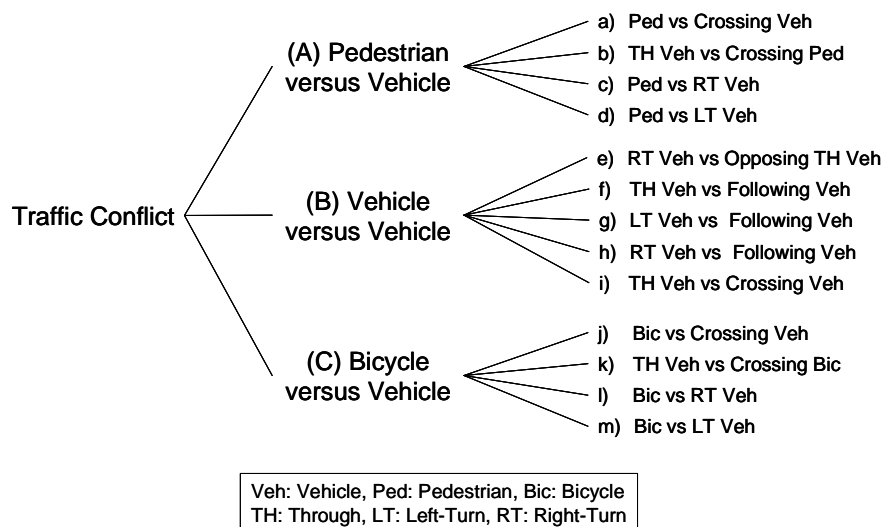 Traffic Conflict
(A) Pedestrian
versus Vehicle
a) Ped vs Crossing Veh
b) TH Veh vs Crossing Ped
c) Ped vs RT Veh
d) Ped vs LT Veh
(B) Vehicle
versus Vehicle
e) RT Veh vs Opposing TH Veh
f) TH Veh vs Following Veh
g) LT Veh vs Following Veh
h) RT Veh vs Following Veh
i) TH Veh vs Crossing Veh
(C) Bicycle
versus Vehicle
j) Bic vs Crossing Veh
k) TH Veh vs Crossing Bic
l) Bic vs RT Veh
m) Bic vs LT Veh
Veh: Vehicle, Ped: Pedestrian, Bic: Bicycle
TH: Through, LT: Left-Turn, RT: Right-Turn